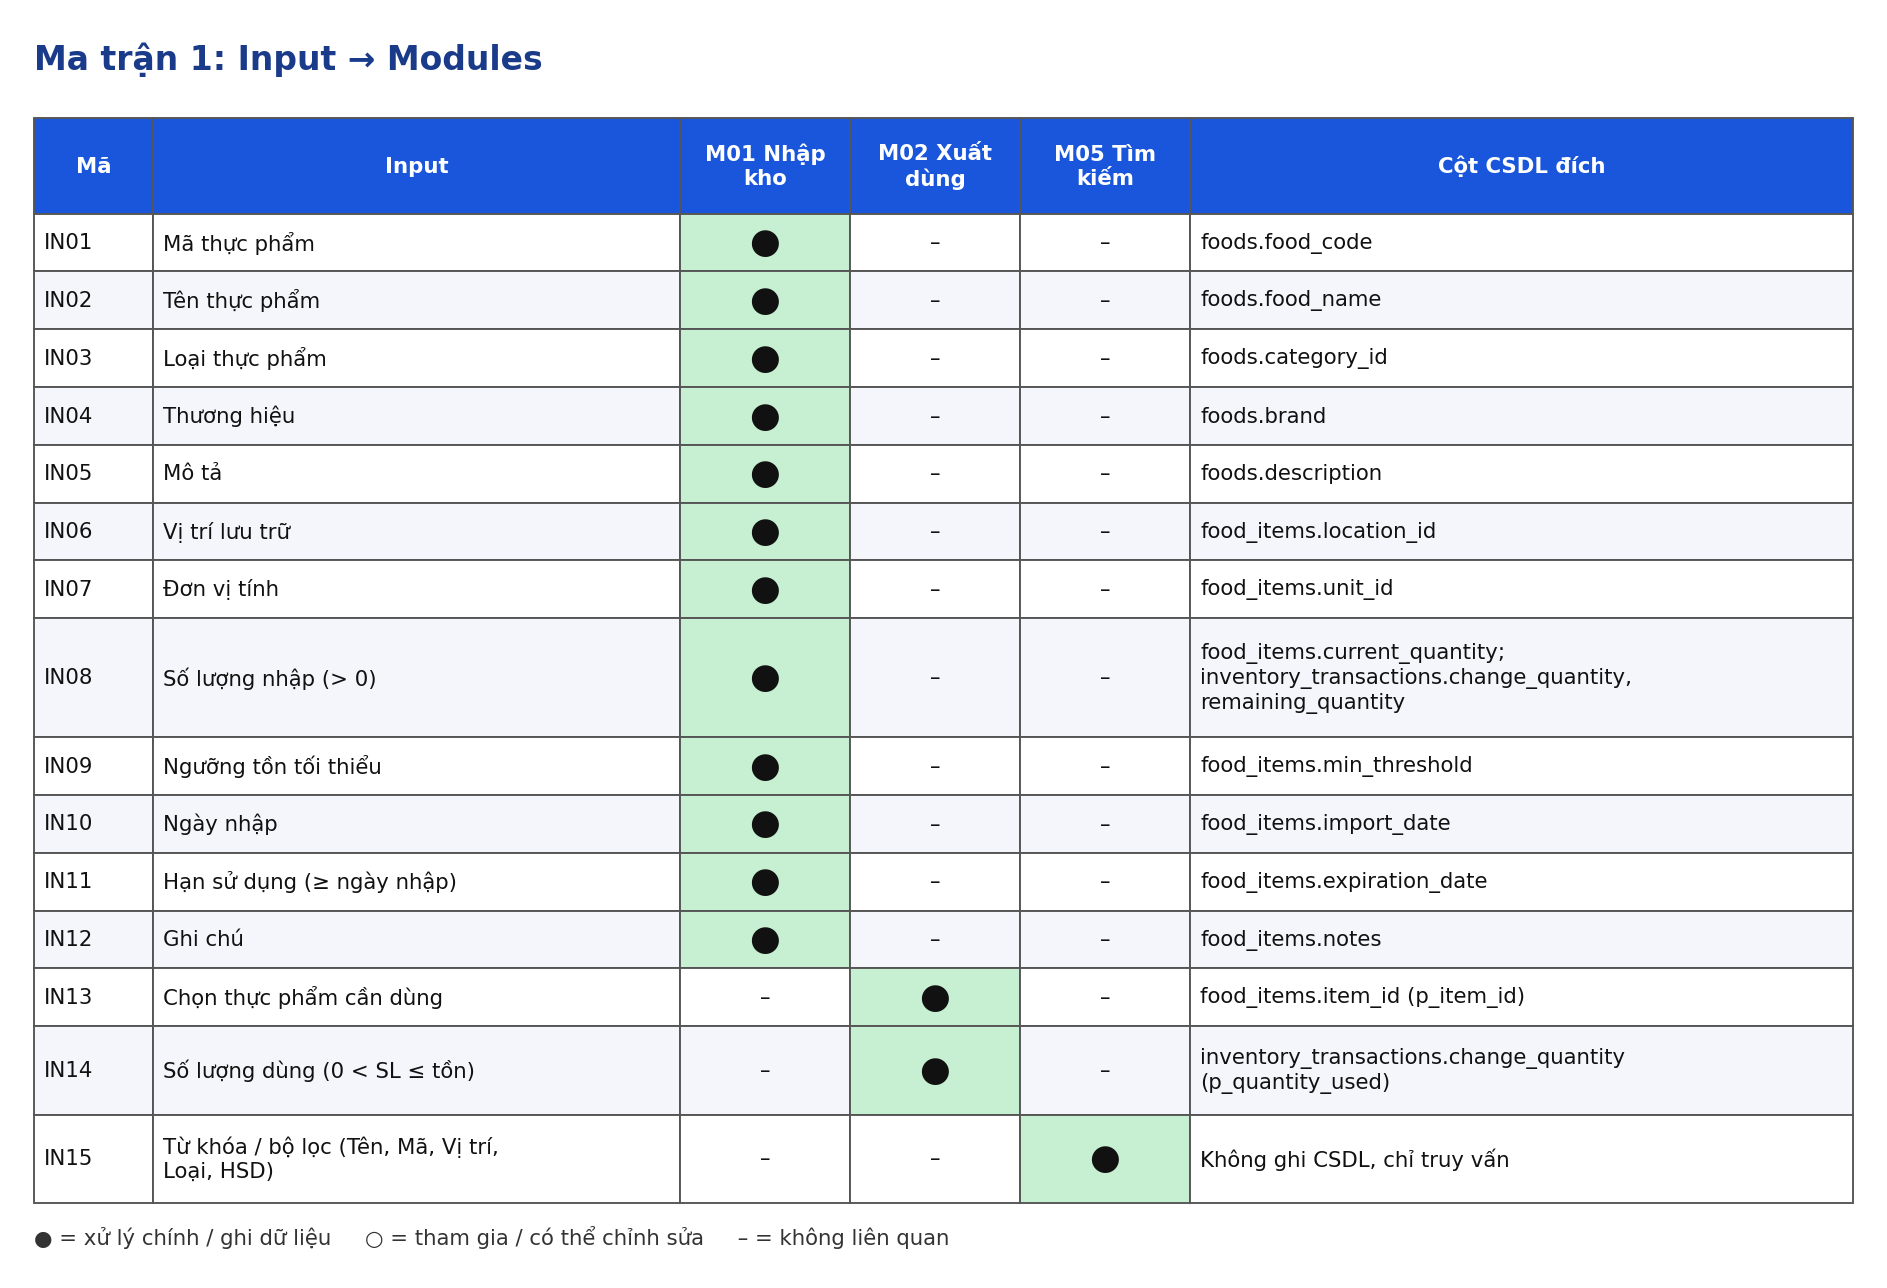 Ma trận 1: Input → Modules
Mã
Input
M01 Nhập
kho
M02 Xuất
dùng
M05 Tìm
kiếm
Cột CSDL đích
IN01 Mã thực phẩm ● – – foods.food_code
IN02 Tên thực phẩm ● – – foods.food_name
IN03 Loại thực phẩm ● – – foods.category_id
IN04 Thương hiệu ● – – foods.brand
IN05 Mô tả ● – – foods.description
IN06 Vị trí lưu trữ ● – – food_items.location_id
IN07 Đơn vị tính ● – – food_items.unit_id
IN08 Số lượng nhập (> 0) ● – – food_items.current_quantity;
inventory_transactions.change_quantity,
remaining_quantity
IN09 Ngưỡng tồn tối thiểu ● – – food_items.min_threshold
IN10 Ngày nhập ● – – food_items.import_date
IN11 Hạn sử dụng (≥ ngày nhập) ● – – food_items.expiration_date
IN12 Ghi chú ● – – food_items.notes
IN13 Chọn thực phẩm cần dùng – ● – food_items.item_id (p_item_id)
IN14 Số lượng dùng (0 < SL ≤ tồn) – ● – inventory_transactions.change_quantity
(p_quantity_used)
IN15 Từ khóa / bộ lọc (Tên, Mã, Vị trí,
Loại, HSD) – – ● Không ghi CSDL, chỉ truy vấn
● = xử lý chính / ghi dữ liệu ○ = tham gia / có thể chỉnh sửa – = không liên quan